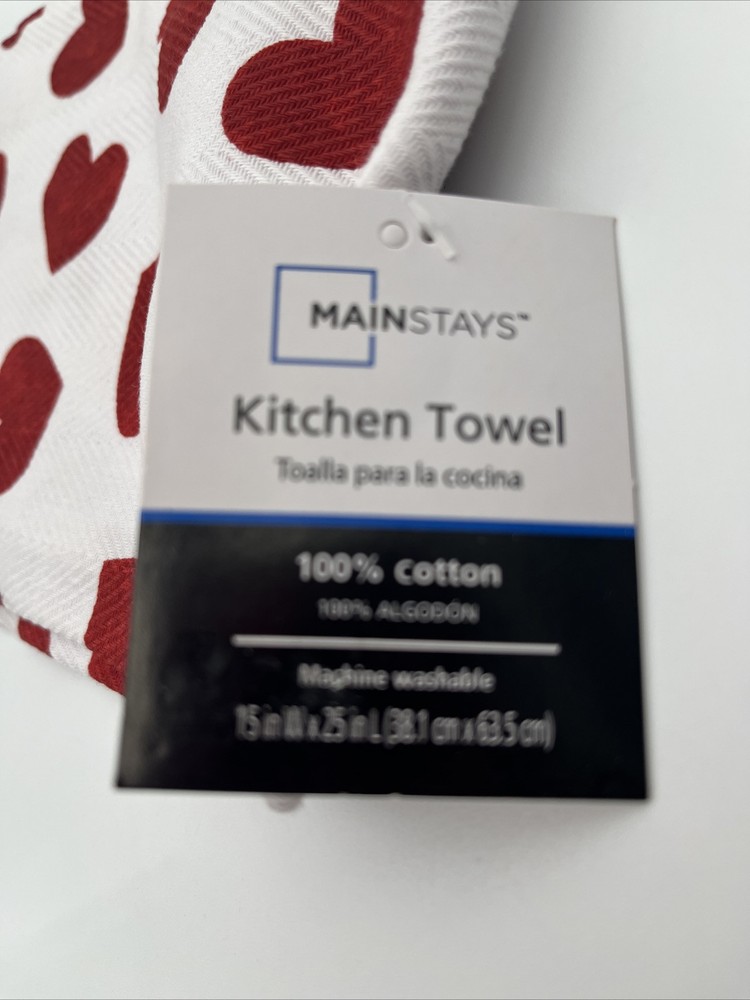 MAINSTAYS™
Kitchen Towel
Toalla para la cocina
100% cotton
100% ALGODÓN
Machine washable
15 in W x 25 in L (38.1 cm x 63.5 cm)